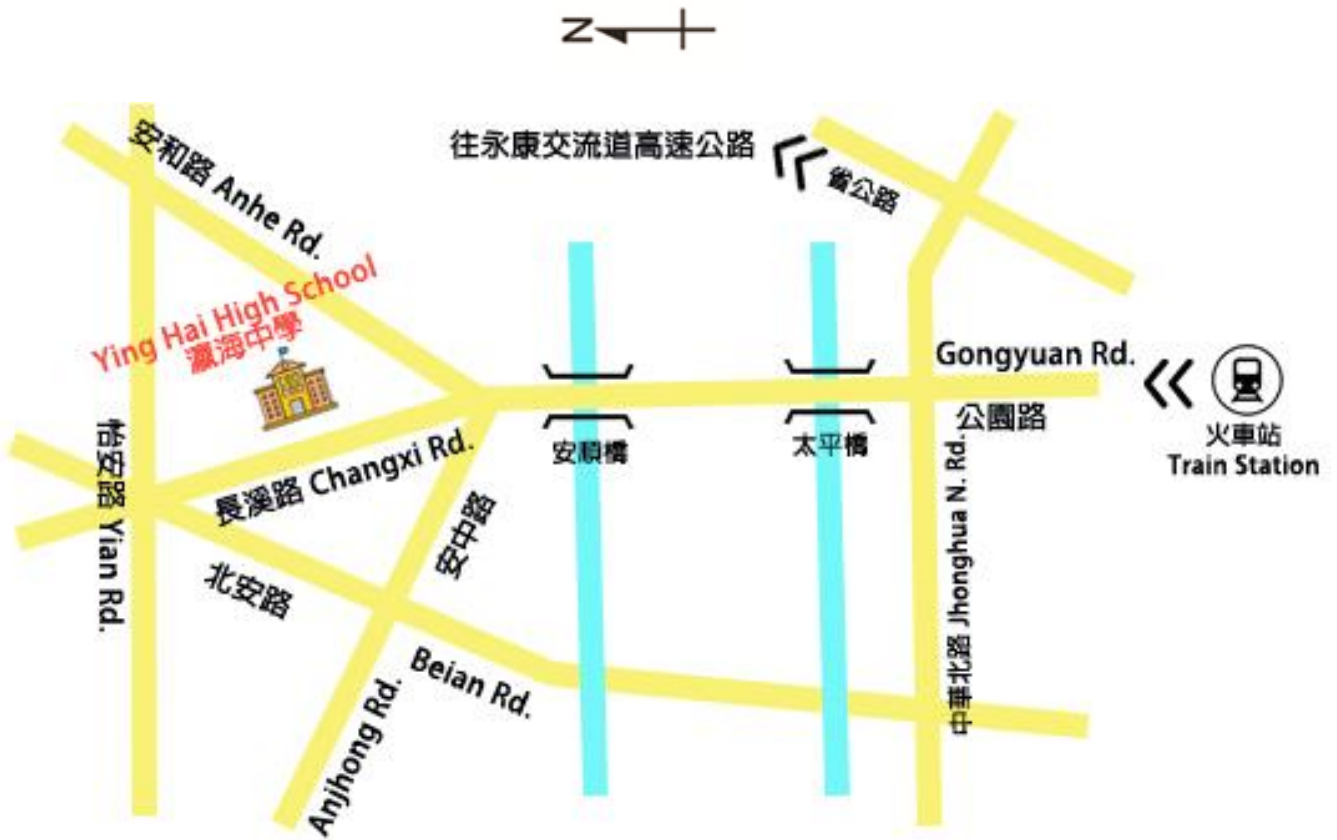 N
往永康交流道高速公路
省公路
安和路 Anhe Rd.
Ying Hai High School
瀛海中學
Gongyuan Rd.
公園路
火車站
Train Station
安順橋
太平橋
長溪路 Changxi Rd.
怡安路 Yian Rd.
安中路
Anjhong Rd.
北安路
Beian Rd.
中華北路 Jhonghua N. Rd.